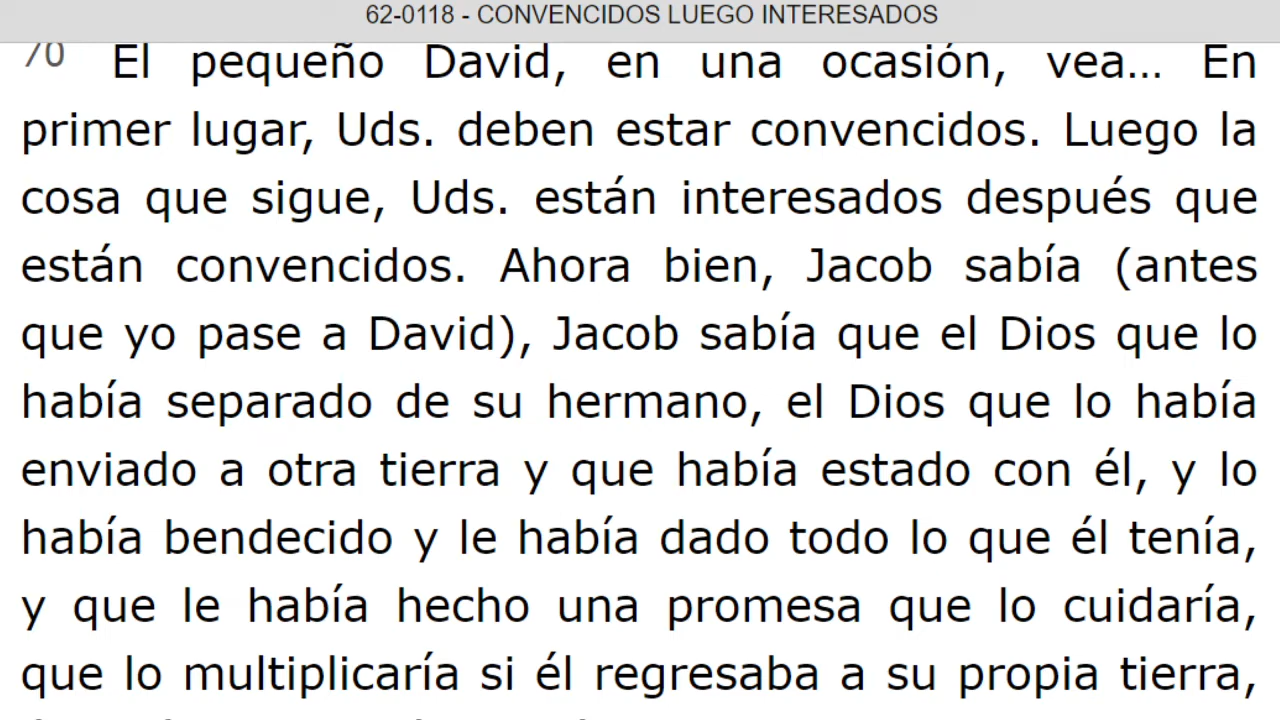 62-0118 - CONVENCIDOS LUEGO INTERESADOS
70 El pequeño David, en una ocasión, vea... En
primer lugar, Uds. deben estar convencidos. Luego la
cosa que sigue, Uds. están interesados después que
están convencidos. Ahora bien, Jacob sabía (antes
que yo pase a David), Jacob sabía que el Dios que lo
había separado de su hermano, el Dios que lo había
enviado a otra tierra y que había estado con él, y lo
había bendecido y le había dado todo lo que él tenía,
y que le había hecho una promesa que lo cuidaría,
que lo multiplicaría si él regresaba a su propia tierra,